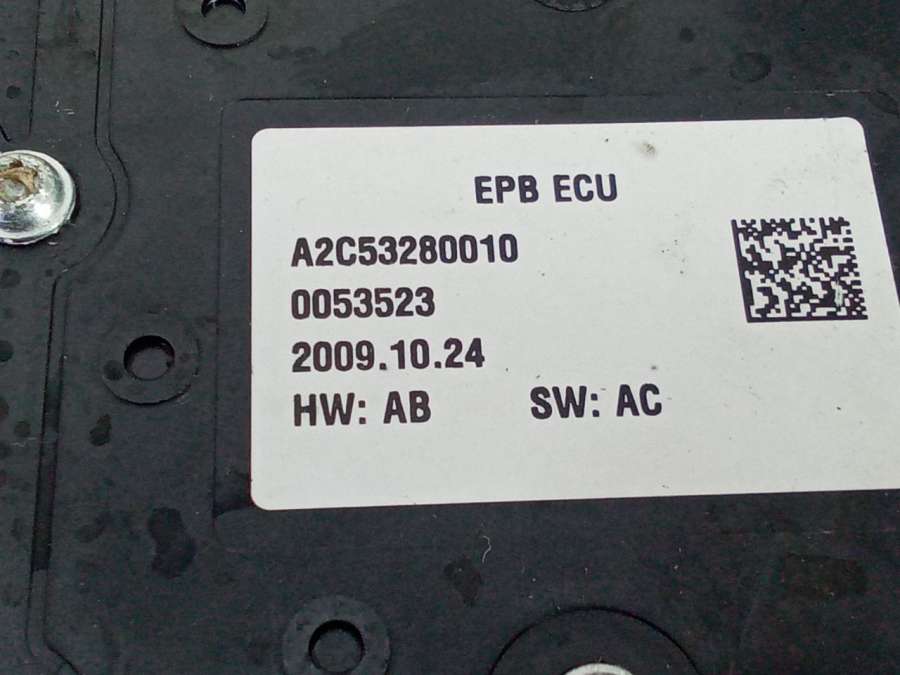 EPB ECU
A2C53280010
0053523
2009.10.24
HW: AB SW: AC